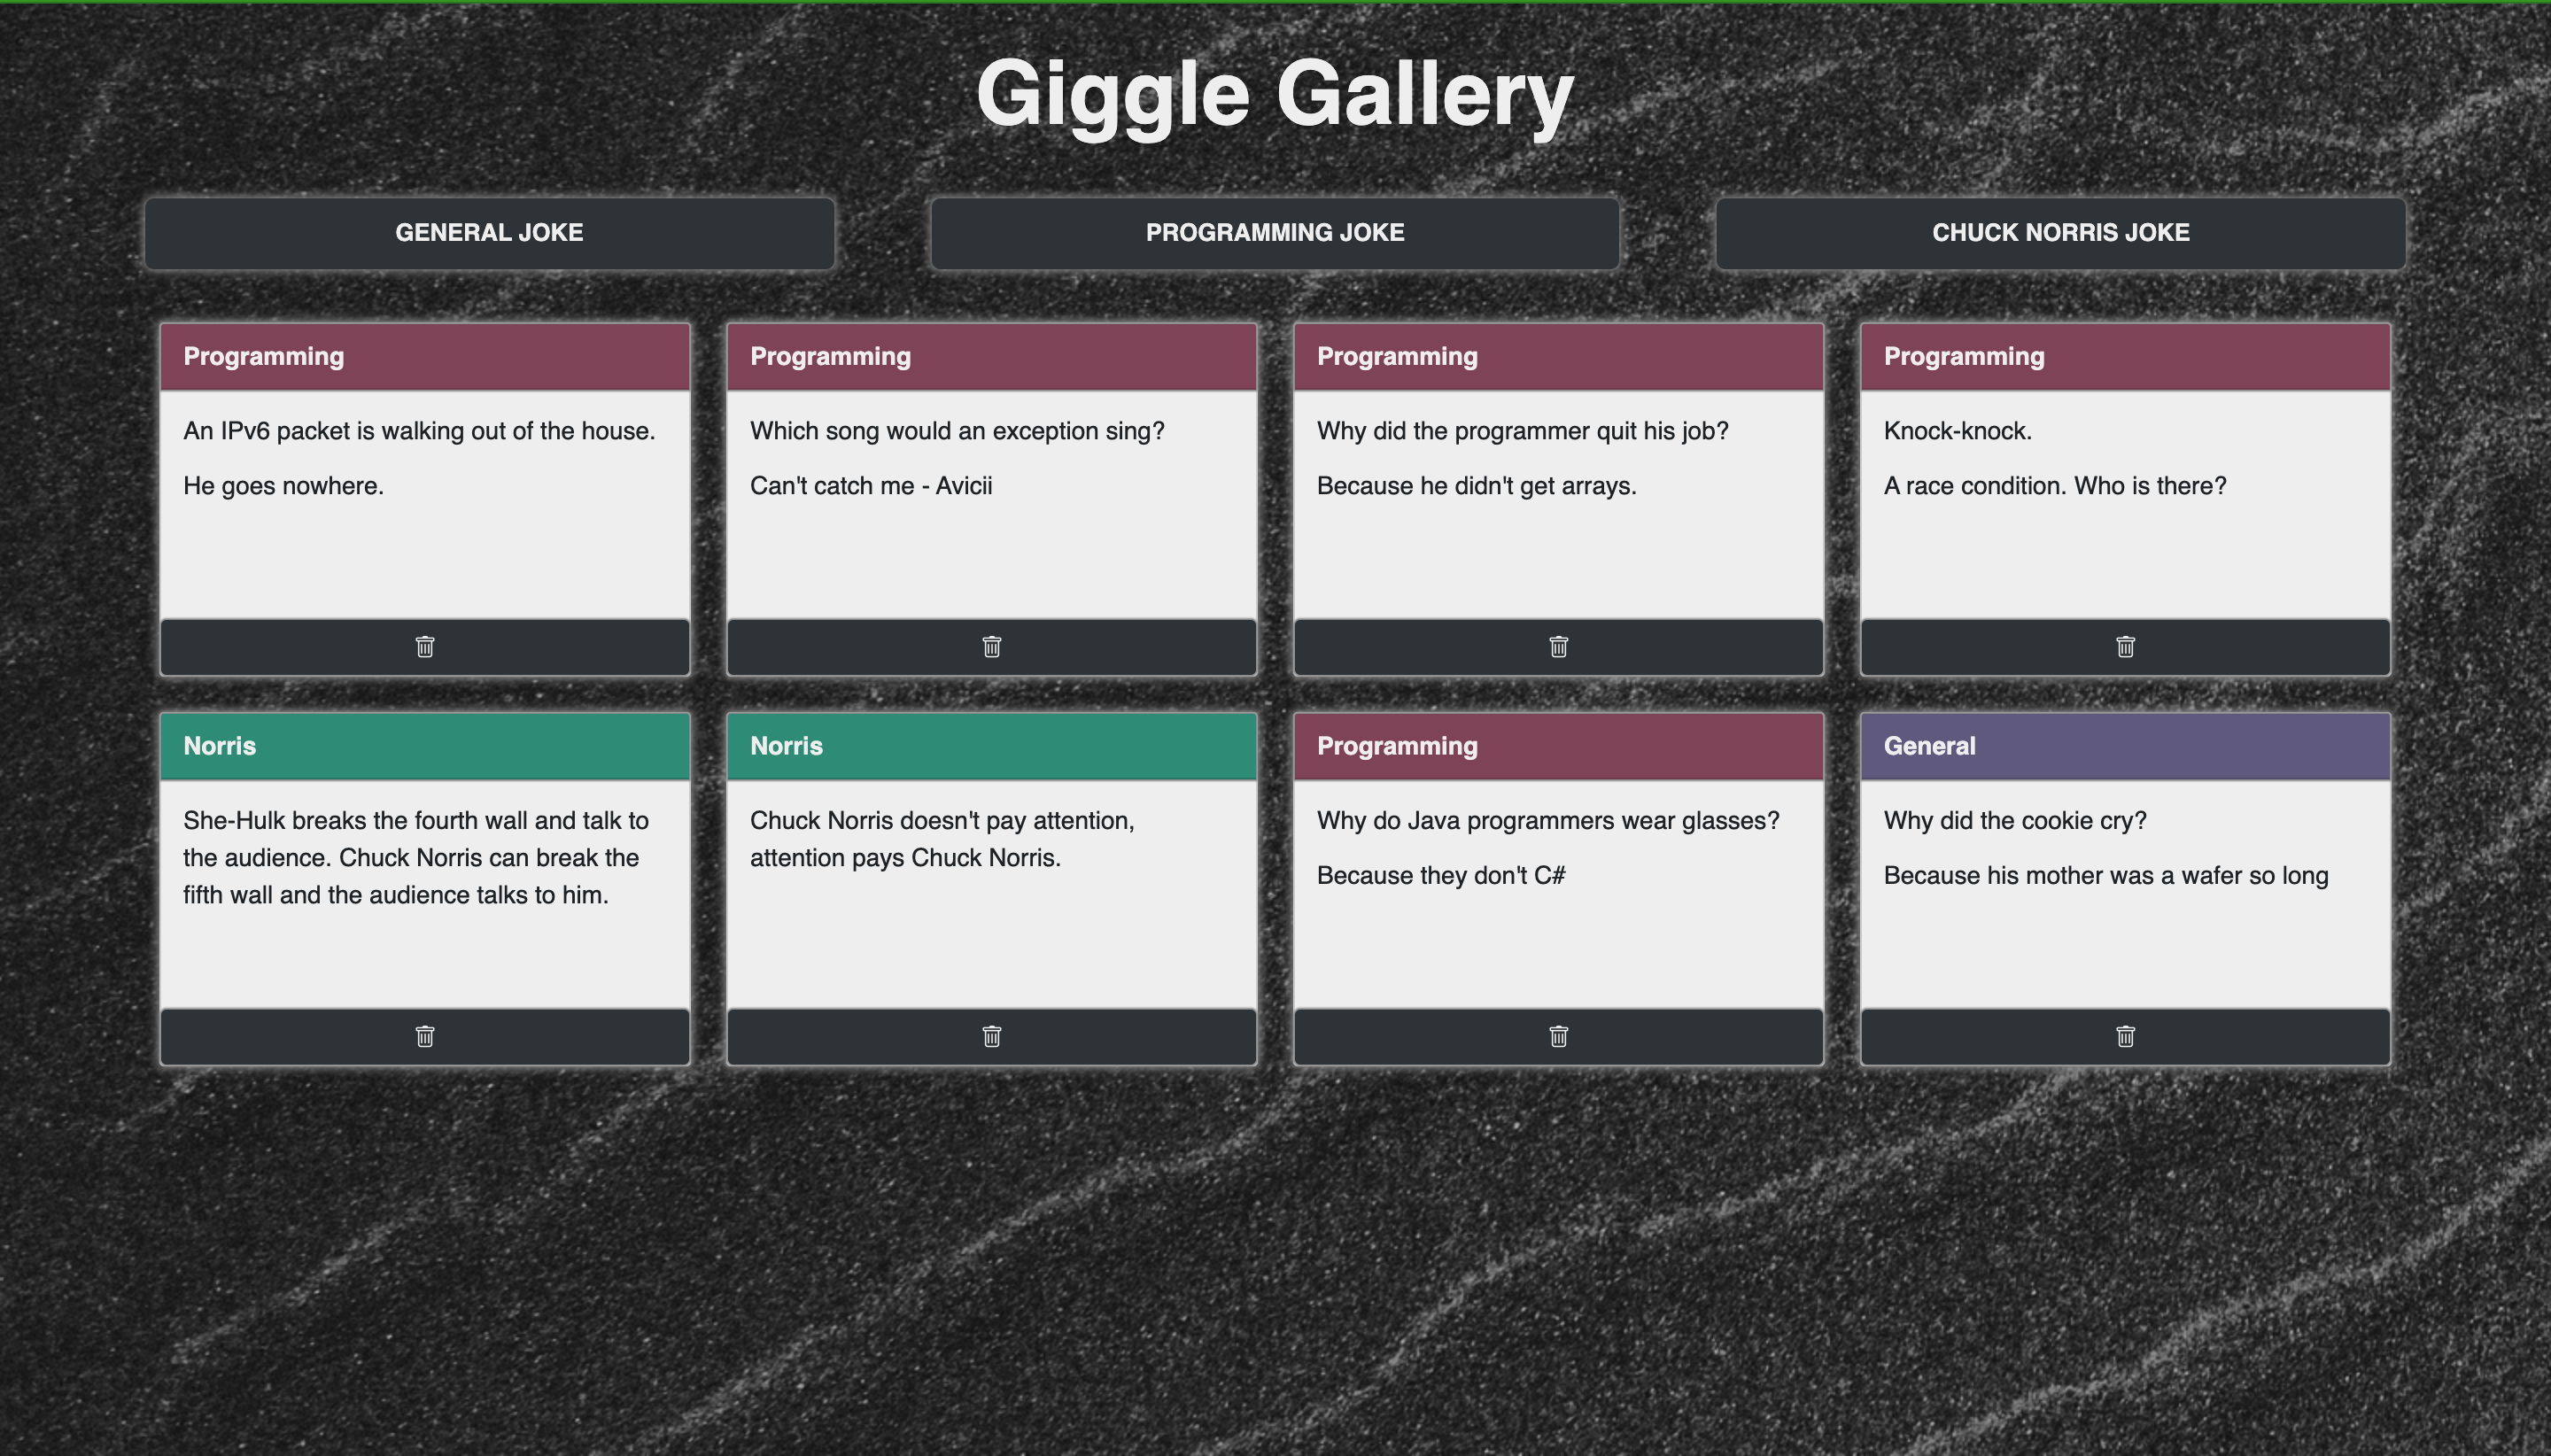 Giggle Gallery
GENERAL JOKE
PROGRAMMING JOKE
CHUCK NORRIS JOKE
Programming
An IPv6 packet is walking out of the house.
He goes nowhere.
Programming
Which song would an exception sing?
Can't catch me - Avicii
Programming
Why did the programmer quit his job?
Because he didn't get arrays.
Programming
Knock-knock.
A race condition. Who is there?
Norris
She-Hulk breaks the fourth wall and talk to
the audience. Chuck Norris can break the
fifth wall and the audience talks to him.
Norris
Chuck Norris doesn't pay attention,
attention pays Chuck Norris.
Programming
Why do Java programmers wear glasses?
Because they don't C#
General
Why did the cookie cry?
Because his mother was a wafer so long